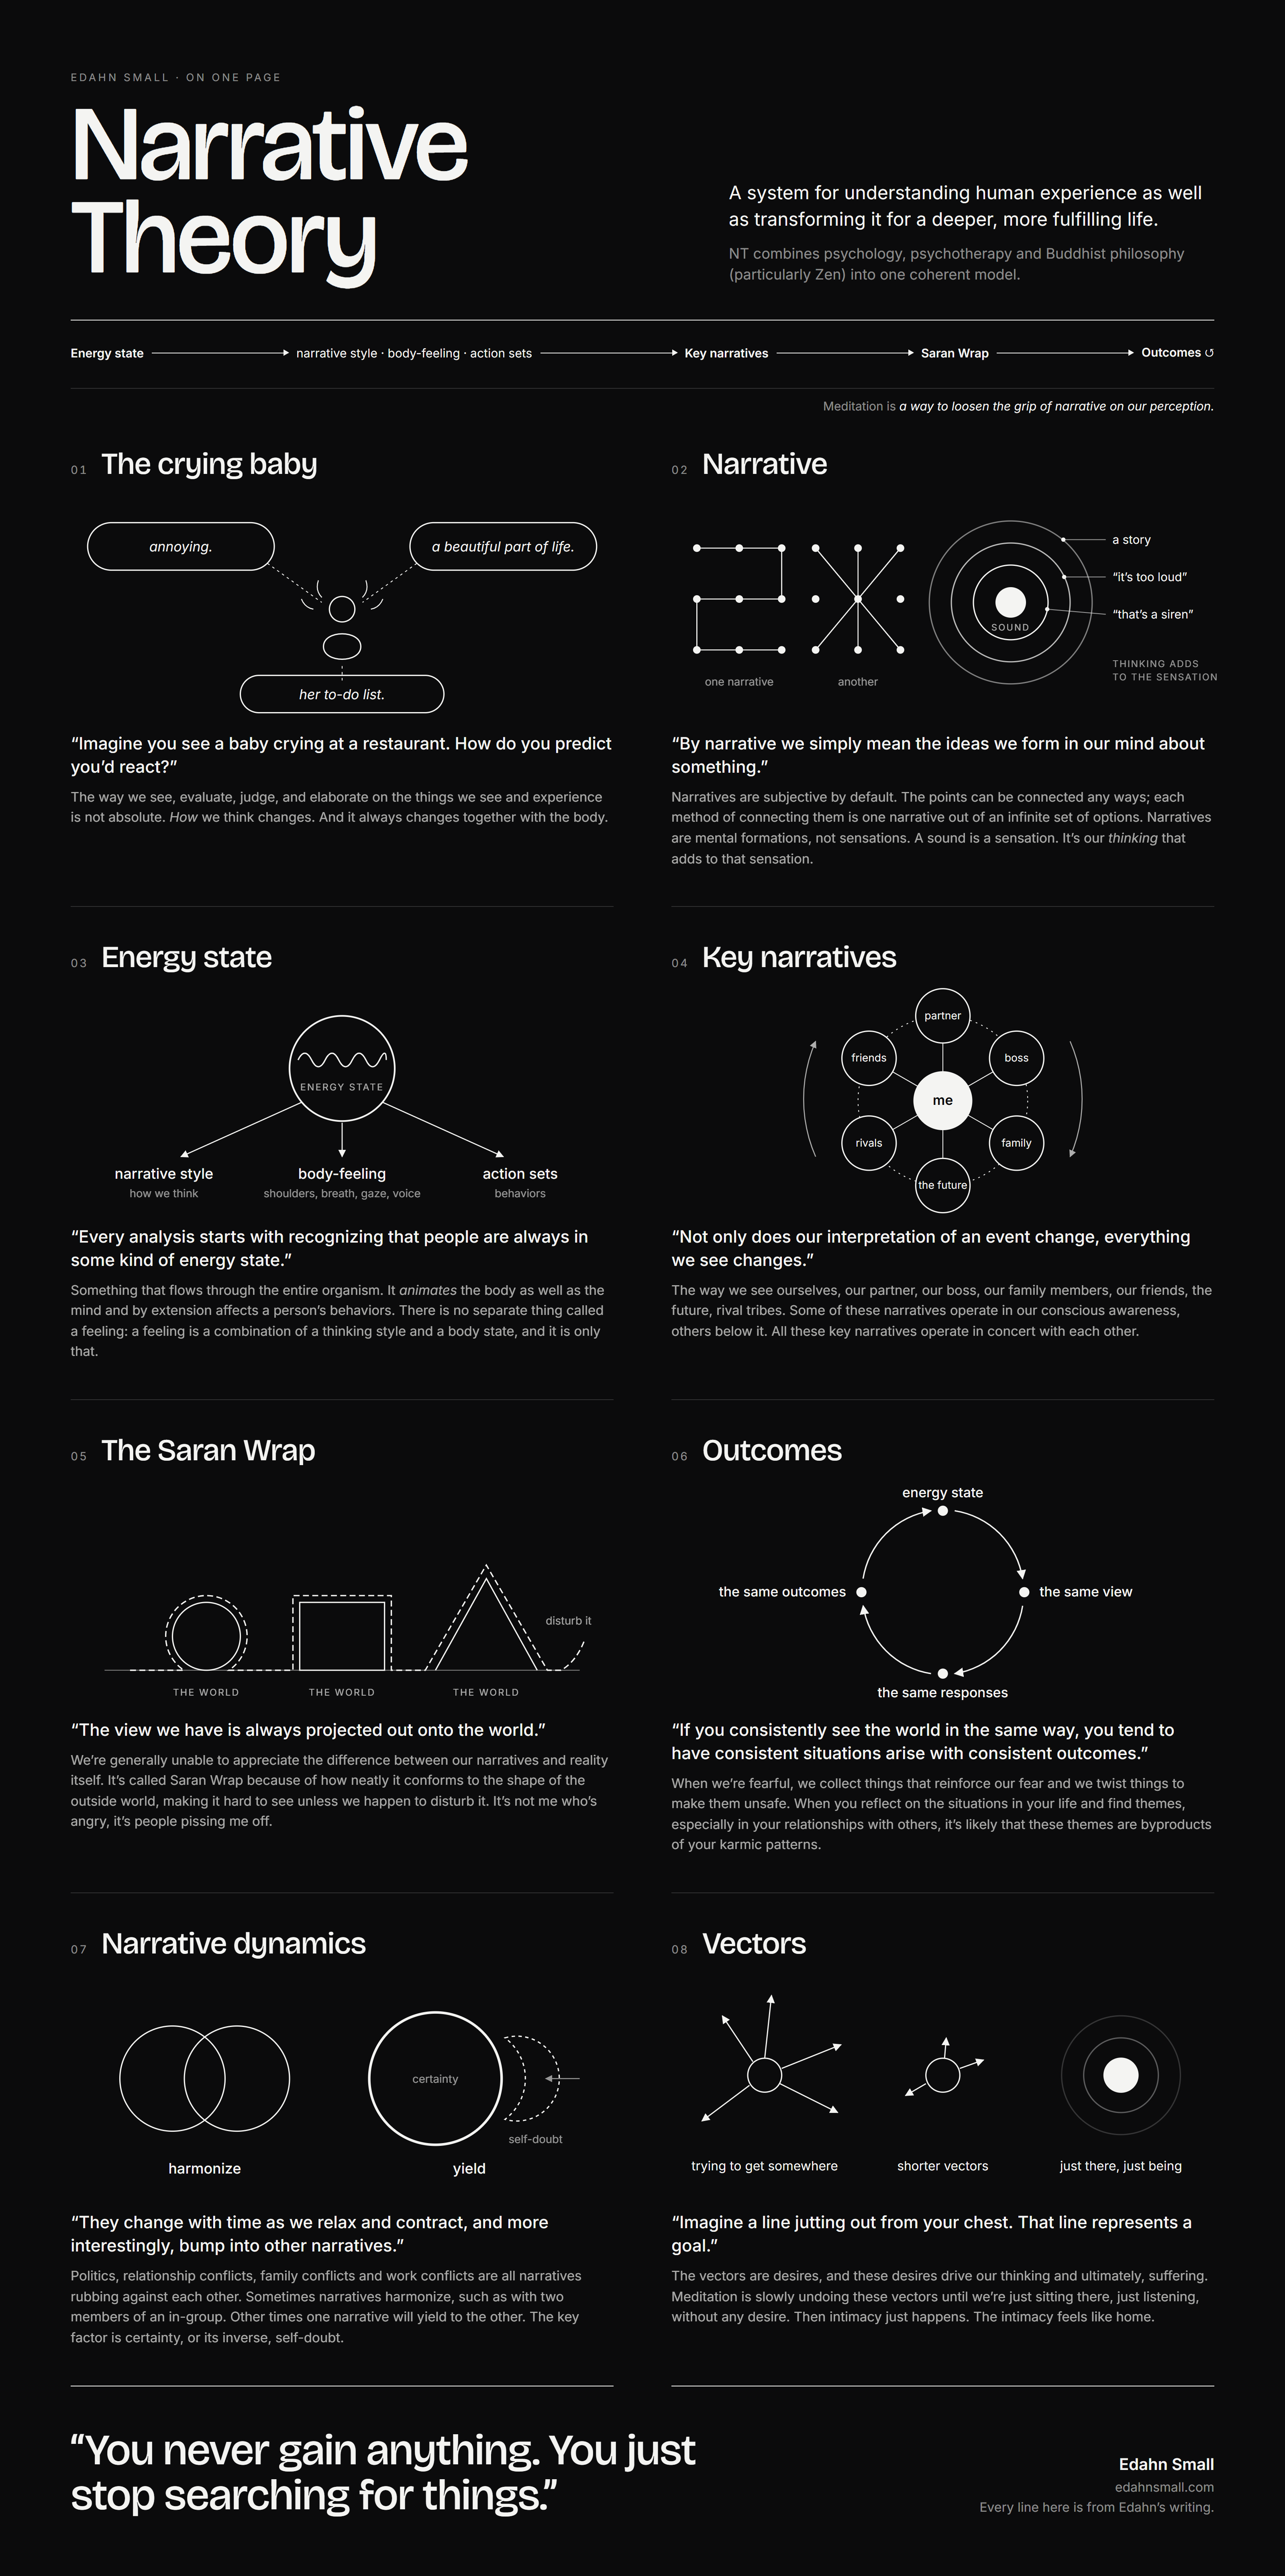 EDAHN SMALL · ON ONE PAGE
Narrative
Theory
A system for understanding human experience as well
as transforming it for a deeper, more fulfilling life.
NT combines psychology, psychotherapy and Buddhist philosophy
(particularly Zen) into one coherent model.
Energy state narrative style · body-feeling · action sets Key narratives Saran Wrap Outcomes ↺
Meditation is a way to loosen the grip of narrative on our perception.
01 The crying baby
annoying.
a beautiful part of life.
her to-do list.
“Imagine you see a baby crying at a restaurant. How do you predict
you’d react?”
The way we see, evaluate, judge, and elaborate on the things we see and experience
is not absolute. How we think changes. And it always changes together with the body.
02 Narrative
a story
“it’s too loud”
“that’s a siren”
SOUND
THINKING ADDS
TO THE SENSATION
one narrative
another
“By narrative we simply mean the ideas we form in our mind about
something.”
Narratives are subjective by default. The points can be connected any ways; each
method of connecting them is one narrative out of an infinite set of options. Narratives
are mental formations, not sensations. A sound is a sensation. It’s our thinking that
adds to that sensation.
03 Energy state
ENERGY STATE
narrative style
how we think
body-feeling
shoulders, breath, gaze, voice
action sets
behaviors
“Every analysis starts with recognizing that people are always in
some kind of energy state.”
Something that flows through the entire organism. It animates the body as well as the
mind and by extension affects a person’s behaviors. There is no separate thing called
a feeling: a feeling is a combination of a thinking style and a body state, and it is only
that.
04 Key narratives
partner
friends
boss
me
rivals
family
the future
“Not only does our interpretation of an event change, everything
we see changes.”
The way we see ourselves, our partner, our boss, our family members, our friends, the
future, rival tribes. Some of these narratives operate in our conscious awareness,
others below it. All these key narratives operate in concert with each other.
05 The Saran Wrap
disturb it
THE WORLD
THE WORLD
THE WORLD
“The view we have is always projected out onto the world.”
We’re generally unable to appreciate the difference between our narratives and reality
itself. It’s called Saran Wrap because of how neatly it conforms to the shape of the
outside world, making it hard to see unless we happen to disturb it. It’s not me who’s
angry, it’s people pissing me off.
06 Outcomes
energy state
the same outcomes
the same view
the same responses
“If you consistently see the world in the same way, you tend to
have consistent situations arise with consistent outcomes.”
When we’re fearful, we collect things that reinforce our fear and we twist things to
make them unsafe. When you reflect on the situations in your life and find themes,
especially in your relationships with others, it’s likely that these themes are byproducts
of your karmic patterns.
07 Narrative dynamics
certainty
self-doubt
harmonize
yield
“They change with time as we relax and contract, and more
interestingly, bump into other narratives.”
Politics, relationship conflicts, family conflicts and work conflicts are all narratives
rubbing against each other. Sometimes narratives harmonize, such as with two
members of an in-group. Other times one narrative will yield to the other. The key
factor is certainty, or its inverse, self-doubt.
08 Vectors
trying to get somewhere
shorter vectors
just there, just being
“Imagine a line jutting out from your chest. That line represents a
goal.”
The vectors are desires, and these desires drive our thinking and ultimately, suffering.
Meditation is slowly undoing these vectors until we’re just sitting there, just listening,
without any desire. Then intimacy just happens. The intimacy feels like home.
“You never gain anything. You just
stop searching for things.”
Edahn Small
edahnsmall.com
Every line here is from Edahn’s writing.